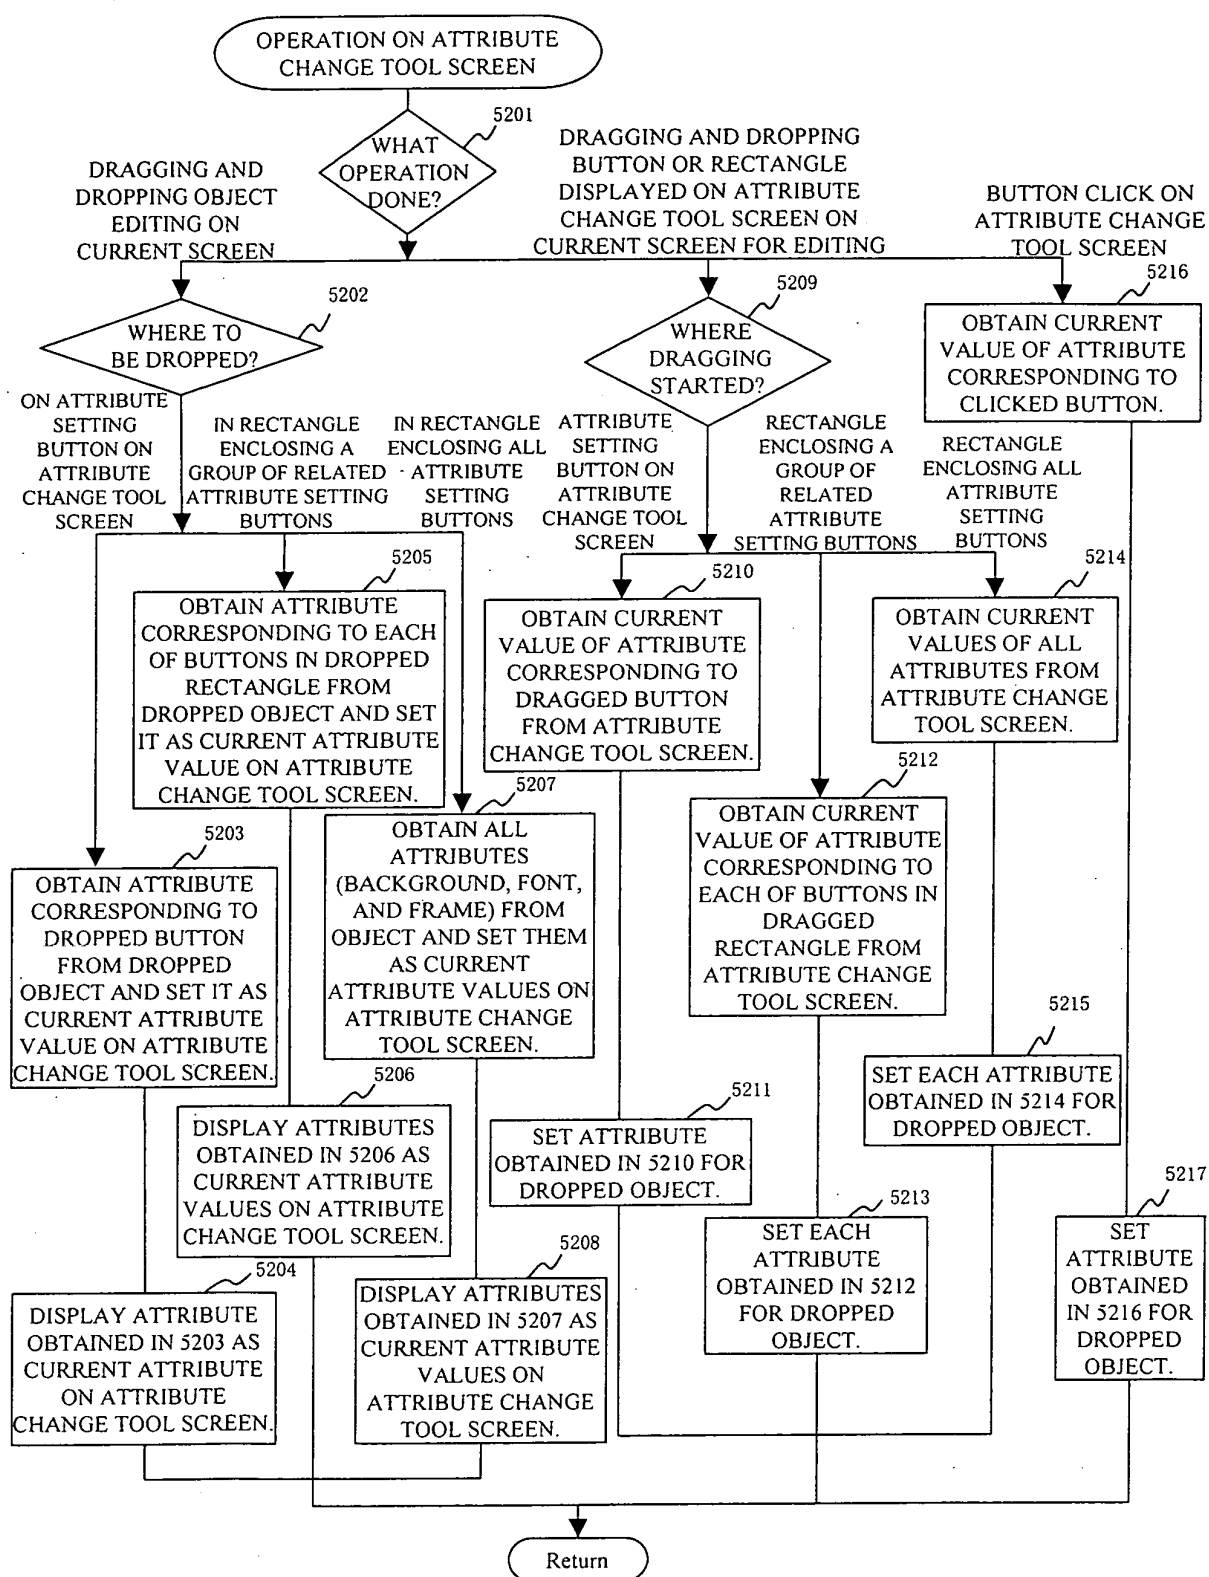 OPERATION ON ATTRIBUTE
CHANGE TOOL SCREEN
5201
WHAT
OPERATION
DONE?
DRAGGING AND
DROPPING OBJECT
EDITING ON
CURRENT SCREEN
DRAGGING AND DROPPING
BUTTON OR RECTANGLE
DISPLAYED ON ATTRIBUTE
CHANGE TOOL SCREEN ON
CURRENT SCREEN FOR EDITING
BUTTON CLICK ON
ATTRIBUTE CHANGE
TOOL SCREEN
5202
WHERE TO
BE DROPPED?
5209
WHERE
DRAGGING
STARTED?
5216
OBTAIN CURRENT
VALUE OF ATTRIBUTE
CORRESPONDING TO
CLICKED BUTTON.
ON ATTRIBUTE
SETTING
BUTTON ON
ATTRIBUTE
CHANGE TOOL
SCREEN
IN RECTANGLE
ENCLOSING A
GROUP OF RELATED
ATTRIBUTE SETTING
BUTTONS
IN RECTANGLE
ENCLOSING ALL
ATTRIBUTE
SETTING
BUTTONS
ATTRIBUTE
SETTING
BUTTON ON
ATTRIBUTE
CHANGE TOOL
SCREEN
RECTANGLE
ENCLOSING A
GROUP OF
RELATED
ATTRIBUTE
SETTING BUTTONS
RECTANGLE
ENCLOSING ALL
ATTRIBUTE
SETTING
BUTTONS
5205
OBTAIN ATTRIBUTE
CORRESPONDING TO EACH
OF BUTTONS IN DROPPED
RECTANGLE FROM
DROPPED OBJECT AND SET
IT AS CURRENT ATTRIBUTE
VALUE ON ATTRIBUTE
CHANGE TOOL SCREEN.
5210
OBTAIN CURRENT
VALUE OF ATTRIBUTE
CORRESPONDING TO
DRAGGED BUTTON
FROM ATTRIBUTE
CHANGE TOOL SCREEN.
5214
OBTAIN CURRENT
VALUES OF ALL
ATTRIBUTES FROM
ATTRIBUTE CHANGE
TOOL SCREEN.
5203
OBTAIN ATTRIBUTE
CORRESPONDING TO
DROPPED BUTTON
FROM DROPPED
OBJECT AND SET IT AS
CURRENT ATTRIBUTE
VALUE ON ATTRIBUTE
CHANGE TOOL SCREEN.
5207
OBTAIN ALL
ATTRIBUTES
(BACKGROUND, FONT,
AND FRAME) FROM
OBJECT AND SET THEM
AS CURRENT
ATTRIBUTE VALUES ON
ATTRIBUTE CHANGE
TOOL SCREEN.
5212
OBTAIN CURRENT
VALUE OF ATTRIBUTE
CORRESPONDING TO
EACH OF BUTTONS IN
DRAGGED
RECTANGLE FROM
ATTRIBUTE CHANGE
TOOL SCREEN.
5215
SET EACH ATTRIBUTE
OBTAINED IN 5214 FOR
DROPPED OBJECT.
5206
DISPLAY ATTRIBUTES
OBTAINED IN 5206 AS
CURRENT ATTRIBUTE
VALUES ON ATTRIBUTE
CHANGE TOOL SCREEN.
5211
SET ATTRIBUTE
OBTAINED IN 5210 FOR
DROPPED OBJECT.
5213
SET EACH
ATTRIBUTE
OBTAINED IN 5212
FOR DROPPED
OBJECT.
5217
SET
ATTRIBUTE
OBTAINED
IN 5216 FOR
DROPPED
OBJECT.
5204
DISPLAY ATTRIBUTE
OBTAINED IN 5203 AS
CURRENT ATTRIBUTE
ON ATTRIBUTE
CHANGE TOOL SCREEN.
5208
DISPLAY ATTRIBUTES
OBTAINED IN 5207 AS
CURRENT ATTRIBUTE
VALUES ON
ATTRIBUTE CHANGE
TOOL SCREEN.
Return